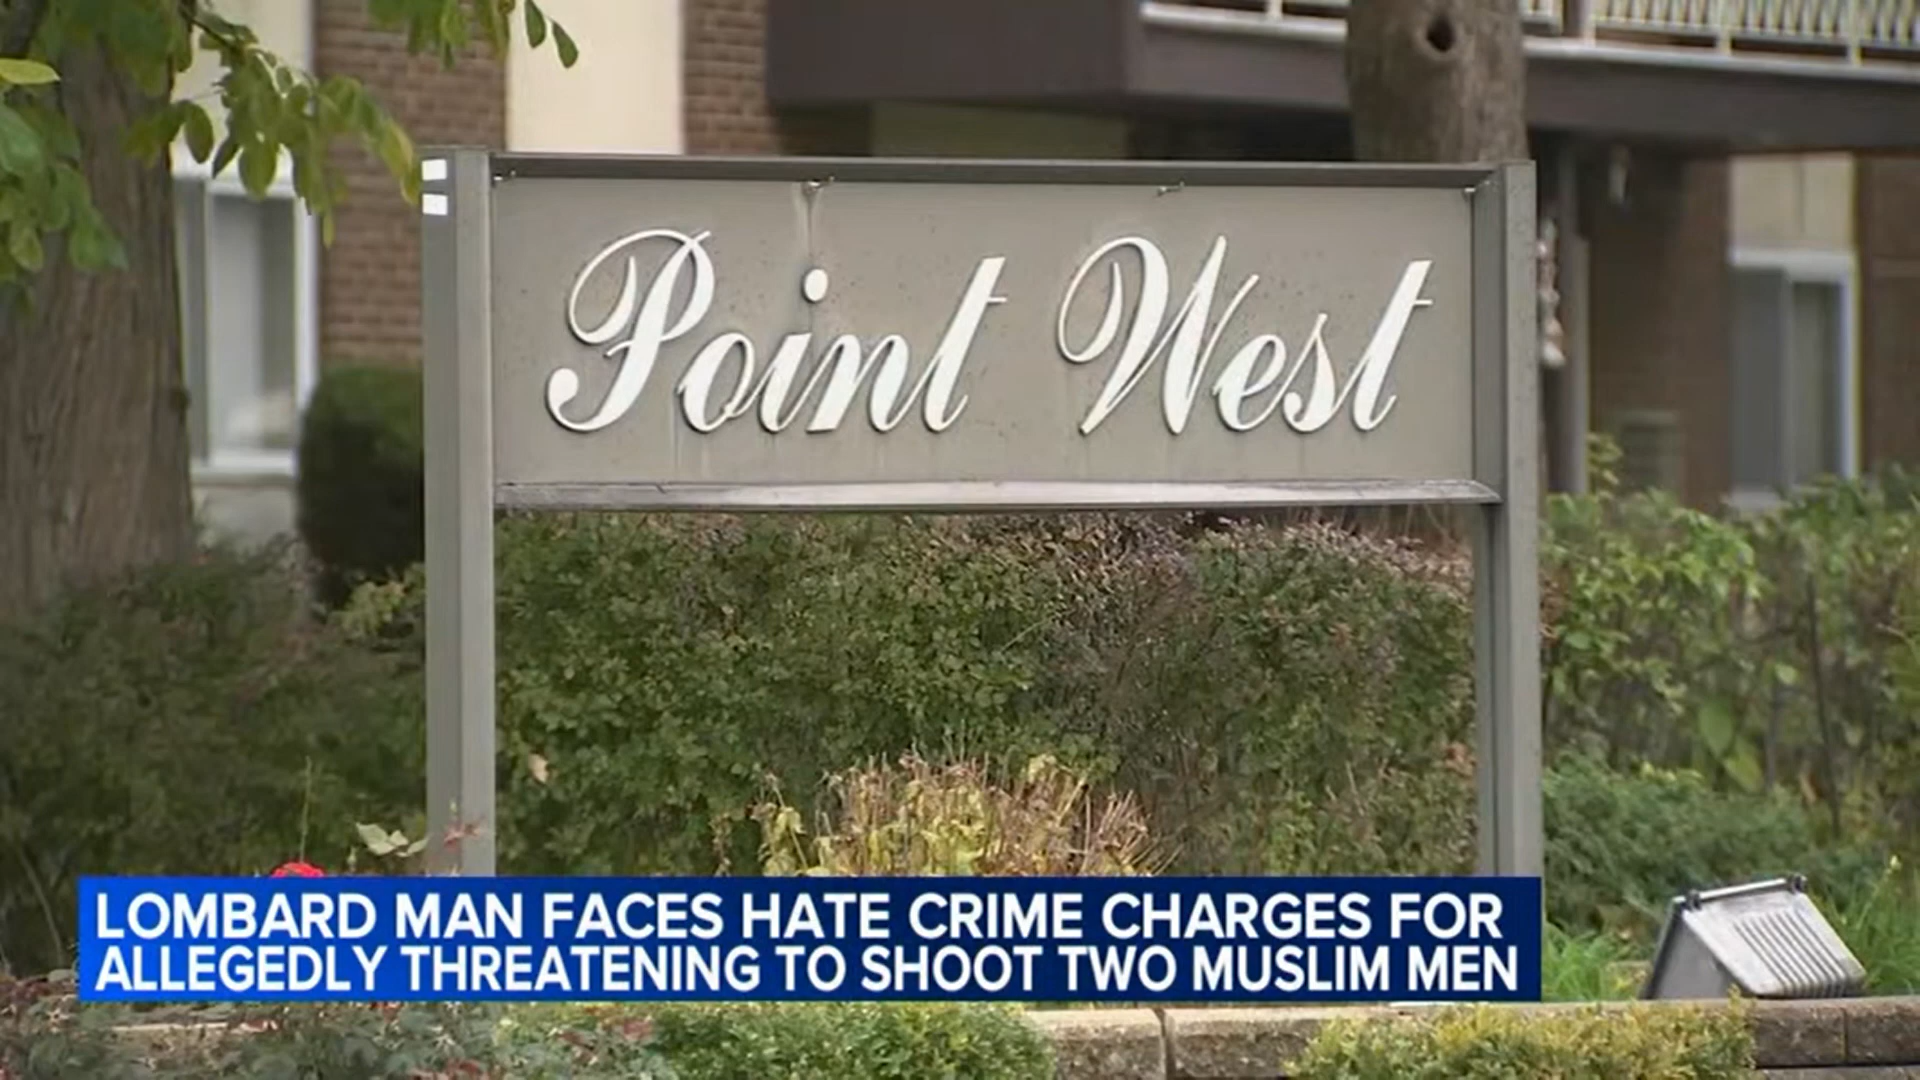 Point West
LOMBARD MAN FACES HATE CRIME CHARGES FOR
ALLEGEDLY THREATENING TO SHOOT TWO MUSLIM MEN